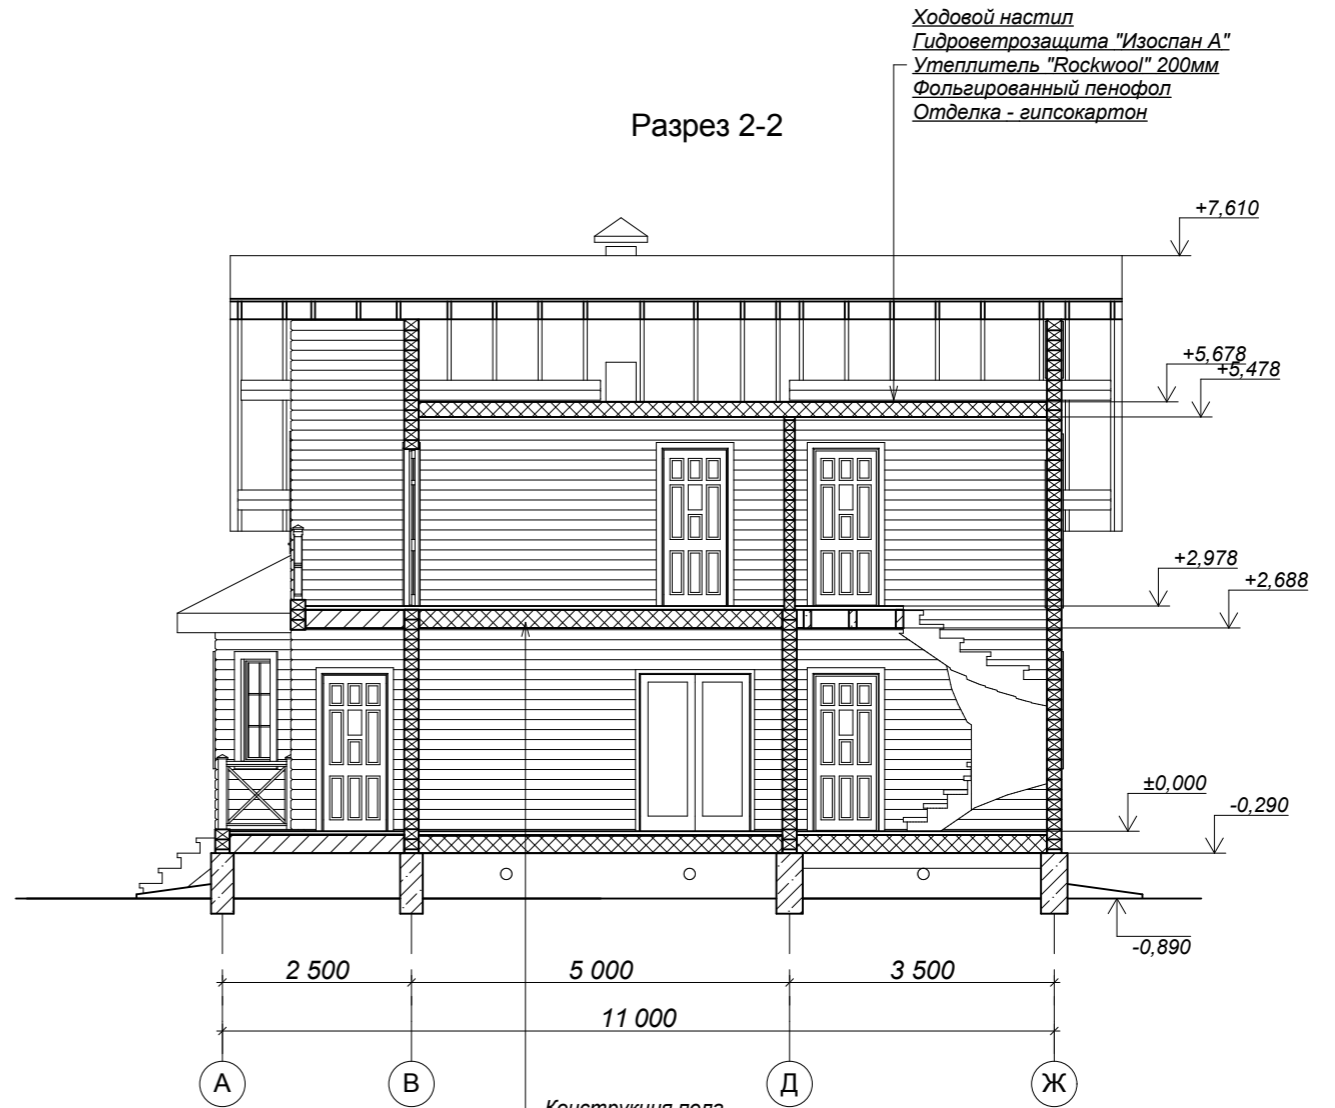 Ходовой настил
Гидроветрозащита "Изоспан А"
Утеплитель "Rockwool" 200мм
Фольгированный пенофол
Отделка - гипсокартон
Разрез 2-2
+7,610
+5,678
+5,478
+2,978
+2,688
±0,000
-0,290
-0,890
2 500
5 000
3 500
11 000
А
В
Д
Ж
Конструкция пола